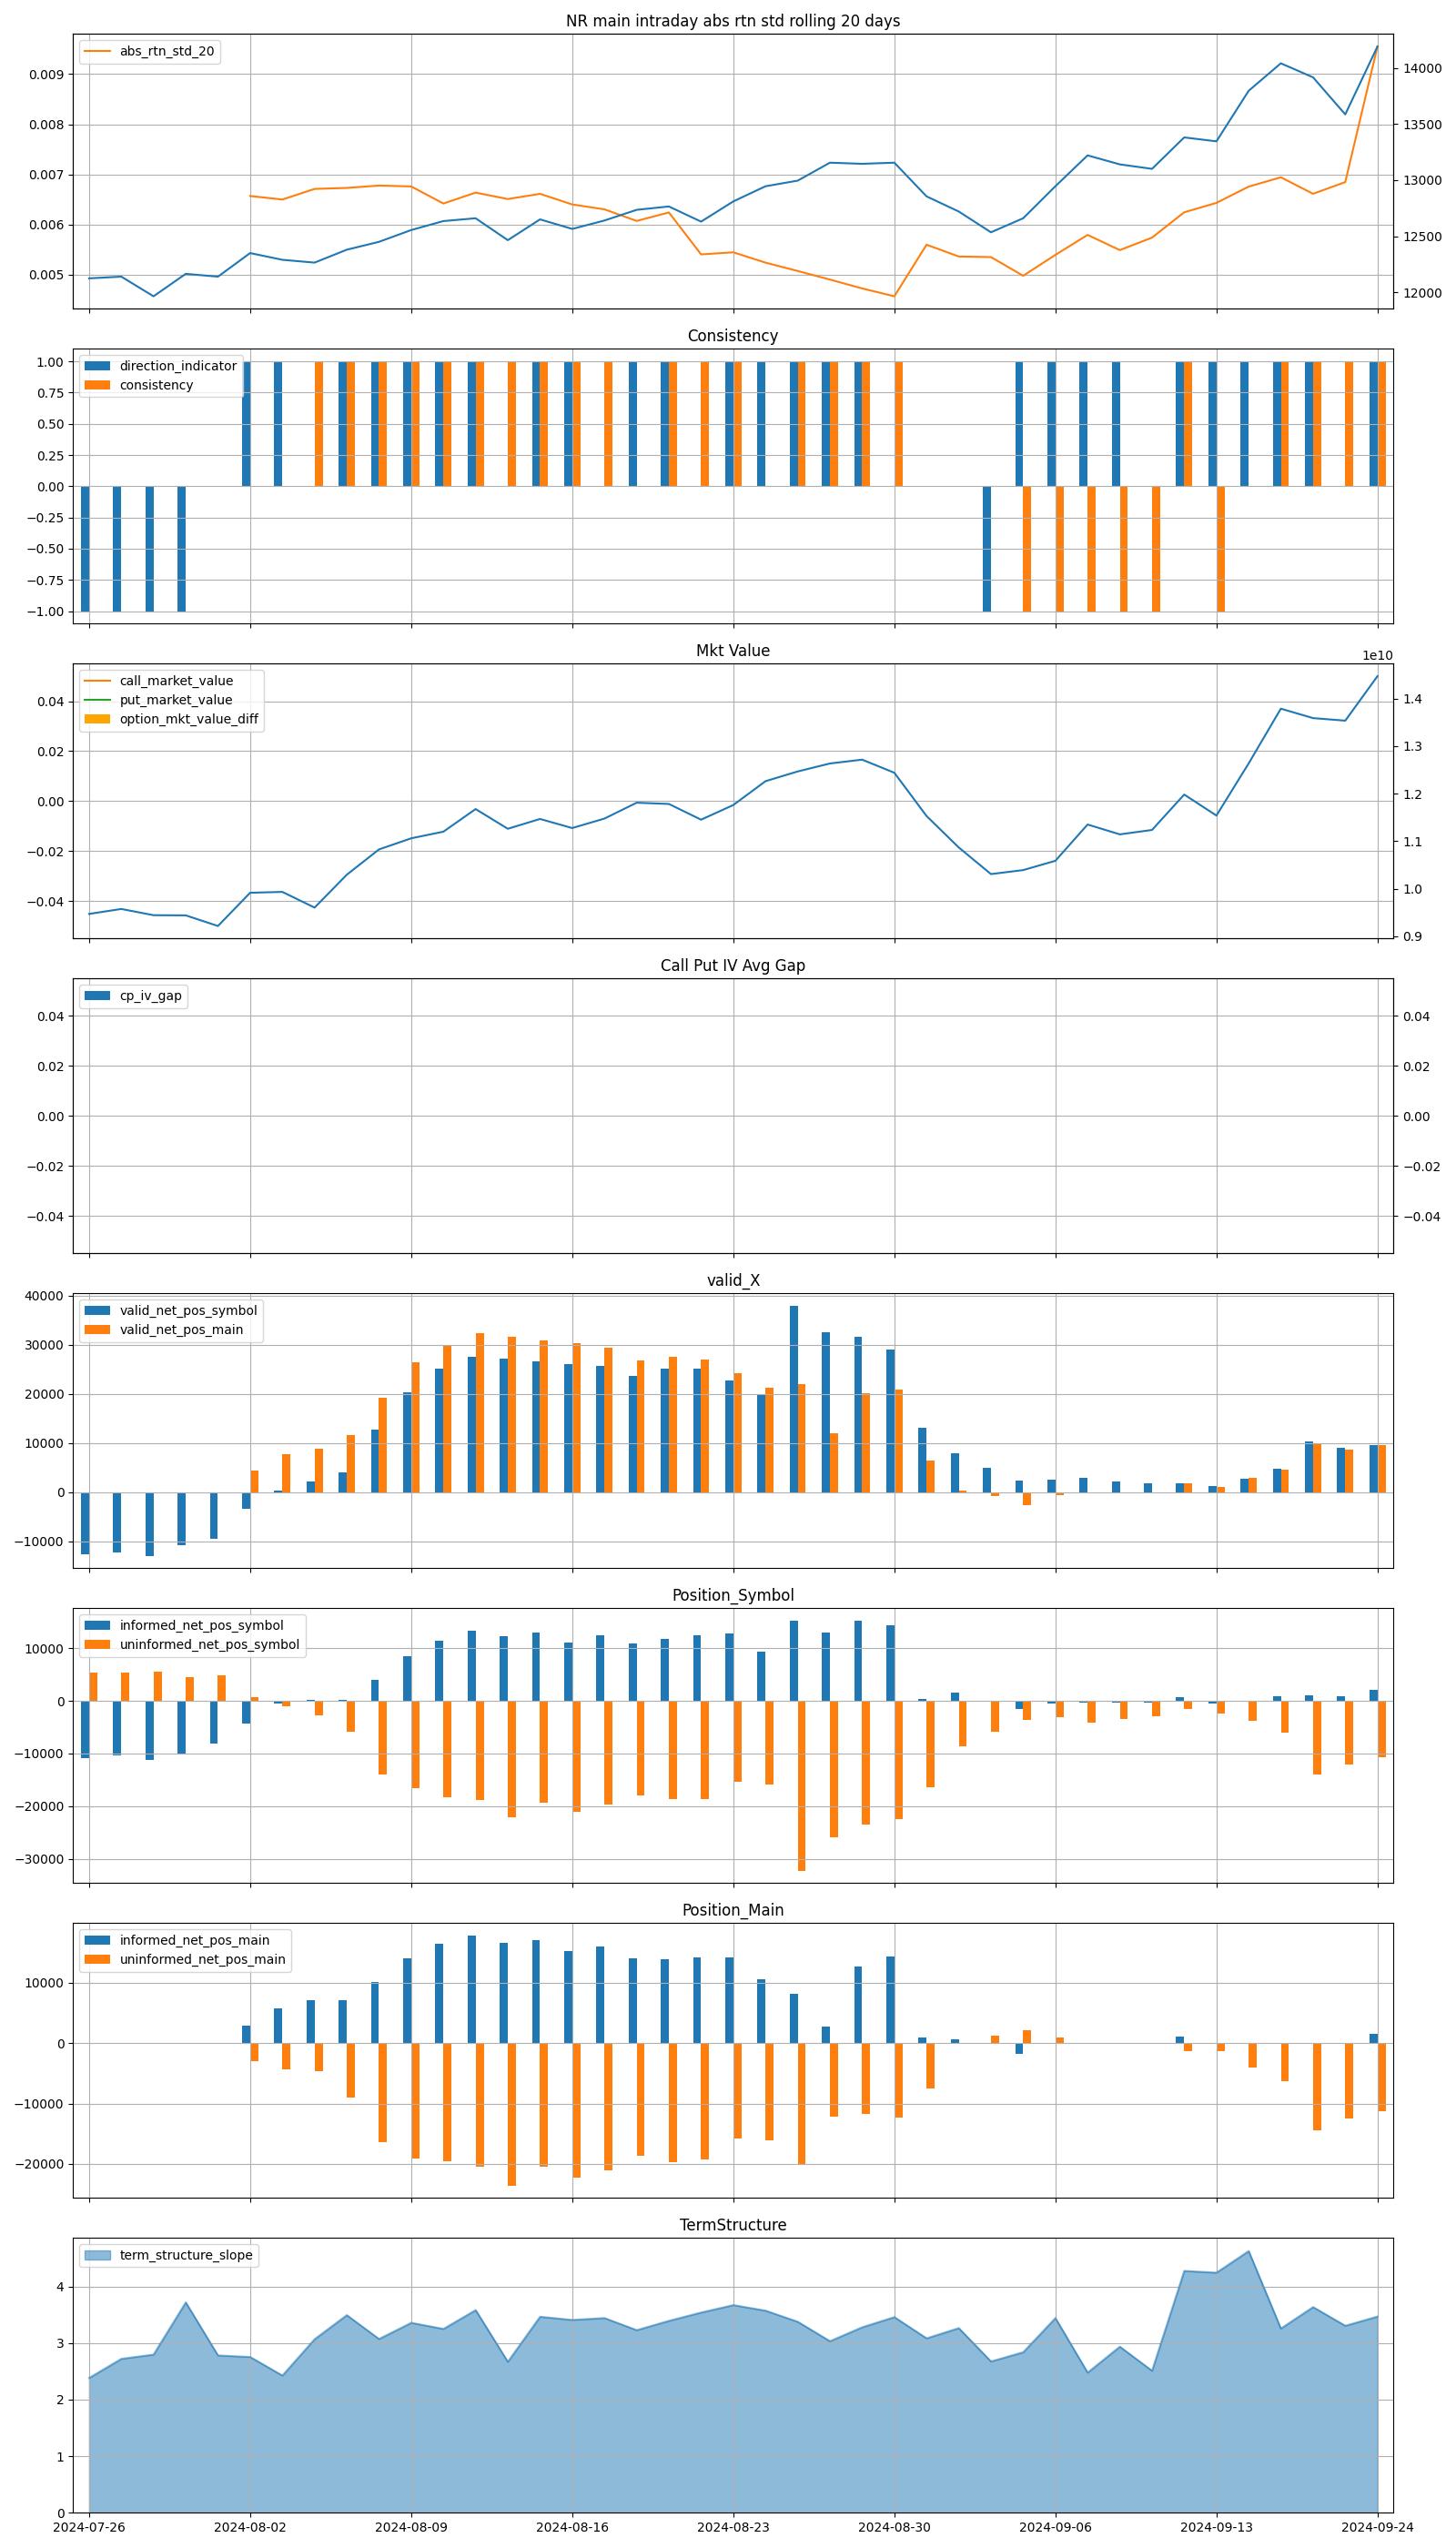 NR main intraday abs rtn std rolling 20 days
abs_rtn_std_20
0.009
0.008
0.007
0.006
0.005
14000
13500
13000
12500
12000
Consistency
direction_indicator
consistency
1.00
0.75
0.50
0.25
0.00
−0.25
−0.50
−0.75
−1.00
Mkt Value
1e10
call_market_value
put_market_value
option_mkt_value_diff
0.04
0.02
0.00
−0.02
−0.04
1.4
1.3
1.2
1.1
1.0
0.9
Call Put IV Avg Gap
cp_iv_gap
0.04
0.02
0.00
−0.02
−0.04
0.04
0.02
0.00
−0.02
−0.04
valid_X
valid_net_pos_symbol
valid_net_pos_main
40000
30000
20000
10000
0
−10000
Position_Symbol
informed_net_pos_symbol
uninformed_net_pos_symbol
10000
0
−10000
−20000
−30000
Position_Main
informed_net_pos_main
uninformed_net_pos_main
10000
0
−10000
−20000
TermStructure
term_structure_slope
4
3
2
1
0
2024-07-26 2024-08-02 2024-08-09 2024-08-16 2024-08-23 2024-08-30 2024-09-06 2024-09-13 2024-09-24